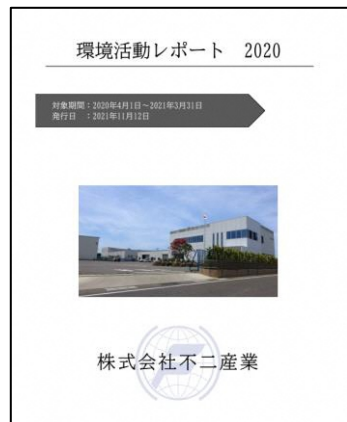 環境活動レポート　2020
対象期間：2020年4月1日～2021年3月31日
発行日　：2021年11月12日
株式会社不二産業